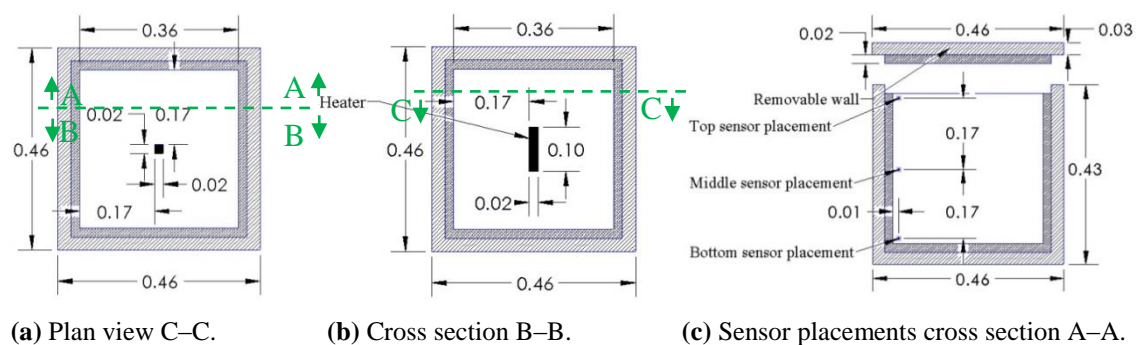 0.36
A
A
B
B
0.02
0.17
0.46
0.02
0.17
0.46
(a) Plan view C–C.
0.36
Heater
C
C
0.17
0.46
0.10
0.02
0.46
(b) Cross section B–B.
0.46
0.02
0.03
Removable wall
Top sensor placement
0.17
Middle sensor placement
0.43
0.01
0.17
Bottom sensor placement
0.46
(c) Sensor placements cross section A–A.